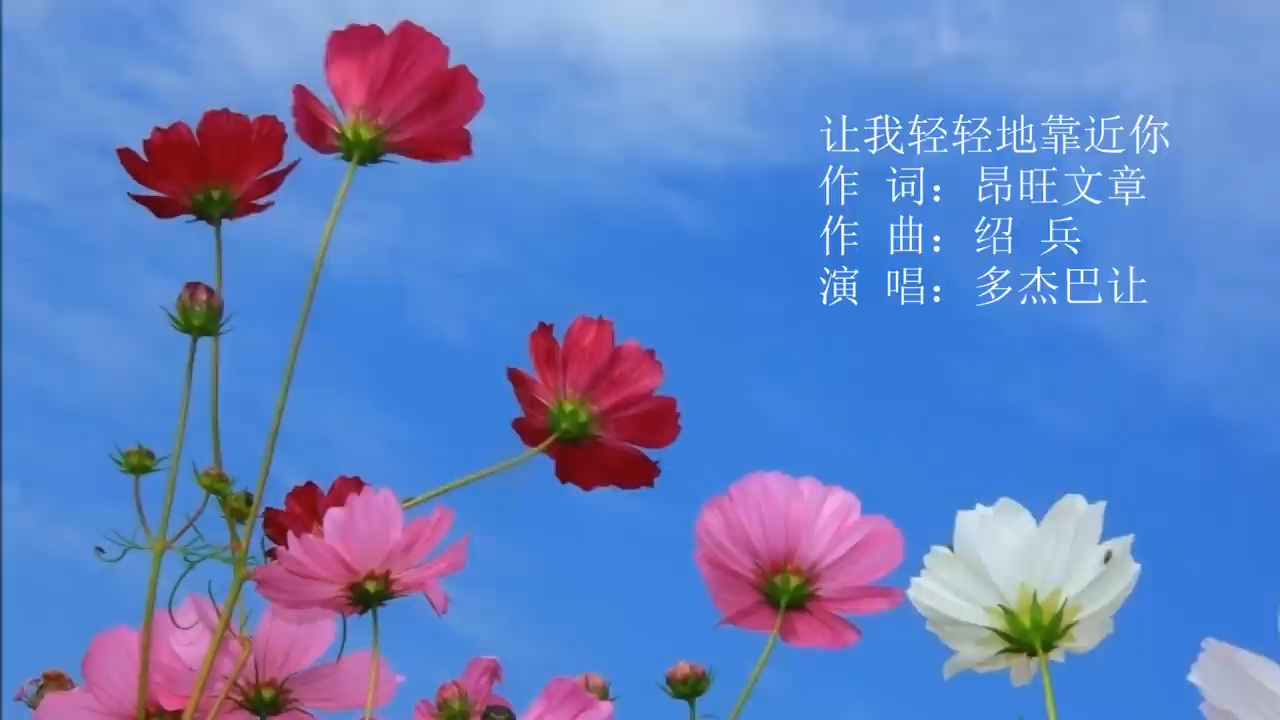 让我轻轻地靠近你
作 词：昂旺文章
作 曲：绍 兵
演 唱：多杰巴让